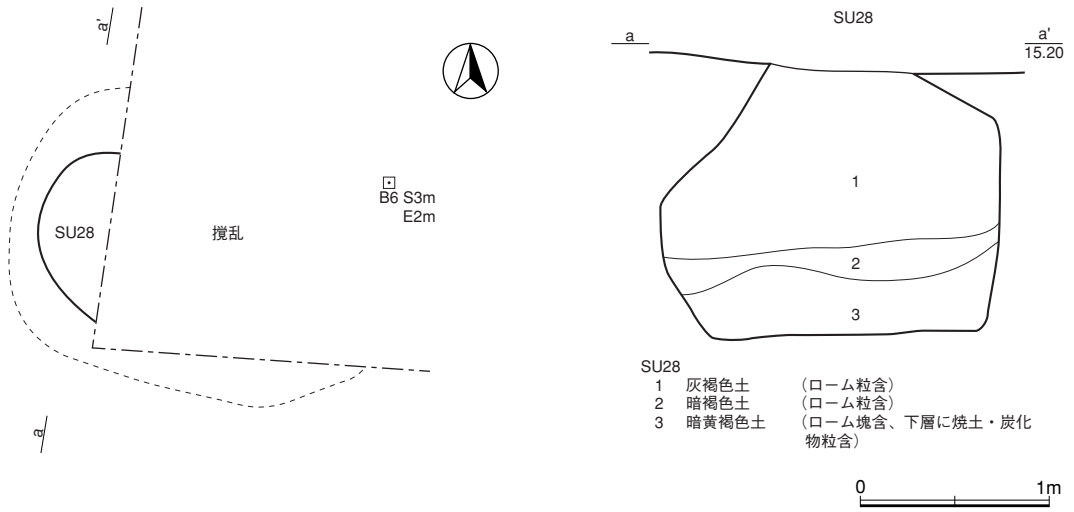 a'
SU28
撹乱
B6 S3m
E2m
a
SU28
a
a'
15.20
1
2
3
SU28
1 灰褐色土 （ローム粒含）
2 暗褐色土 （ローム粒含）
3 暗黄褐色土 （ローム塊含、下層に焼土・炭化
物粒含）
0 1m